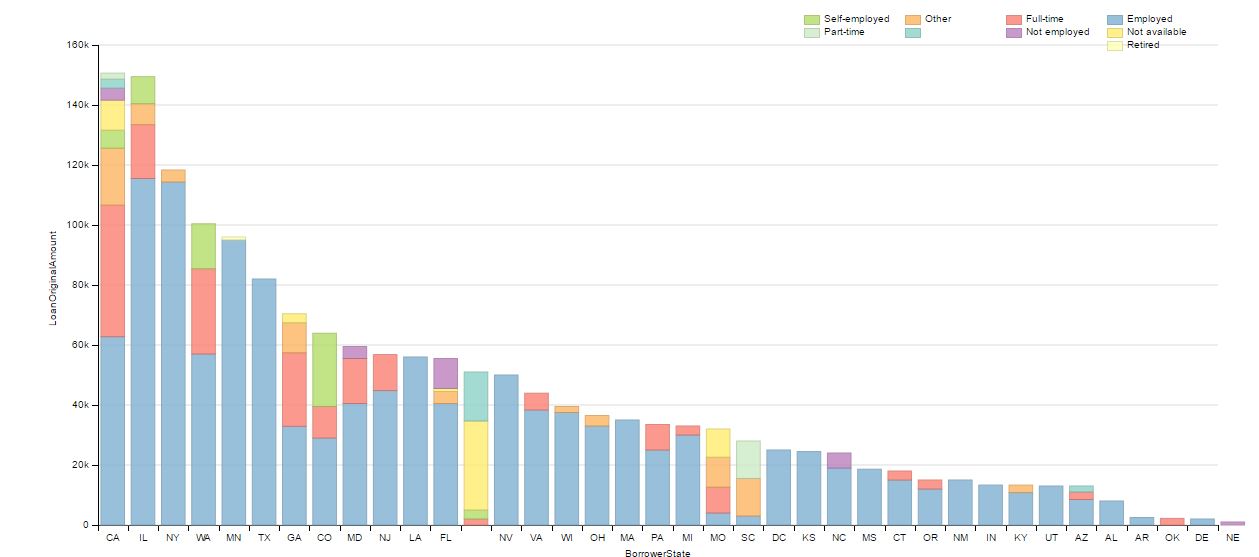 Self-employed Other Full-time Employed
Part-time Not employed Not available
Retired
160k
140k
120k
100k
80k
60k
40k
20k
0
LoanOriginalAmount
CA IL NY WA MN TX GA CO MD NJ LA FL NV VA WI OH MA PA MI MO SC DC KS NC MS CT OR NM IN KY UT AZ AL AR OK DE NE
BorrowerState